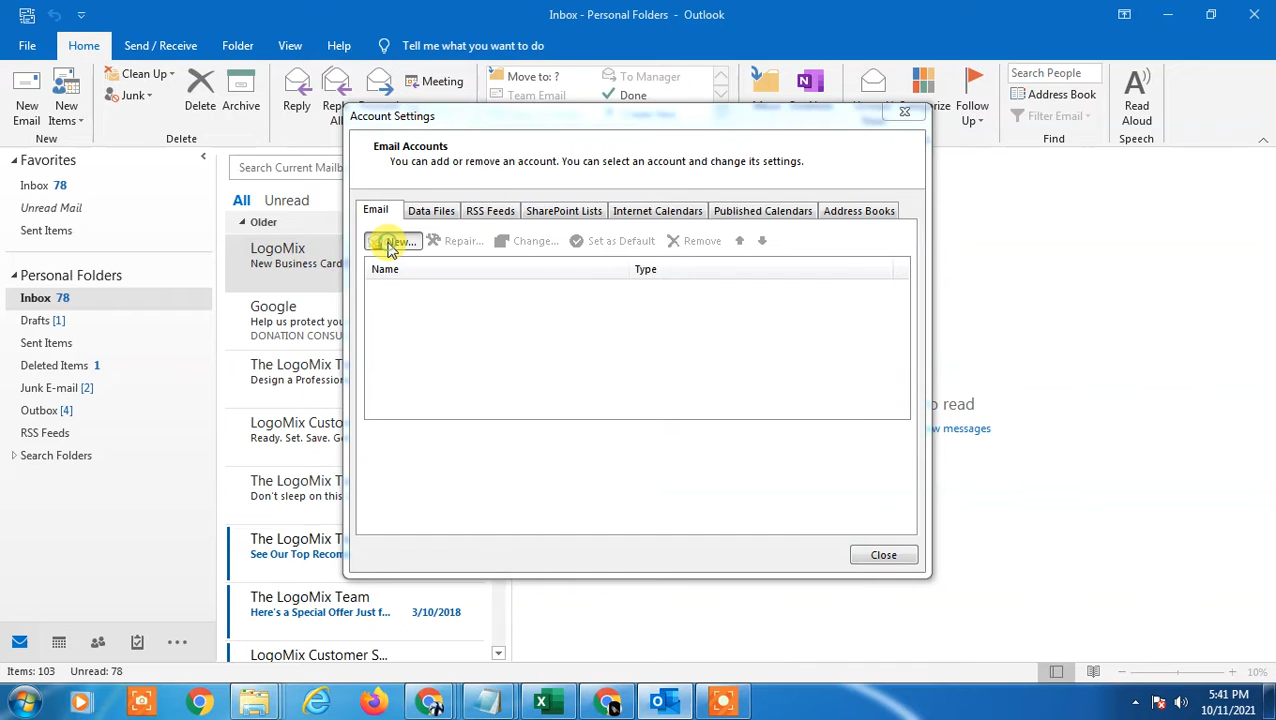 Inbox - Personal Folders - Outlook
File Home Send / Receive Folder View Help Tell me what you want to do
New Email
New Items
Clean Up
Junk
Delete
Archive
Reply
Meeting
Move to: ?
Team Email
To Manager
Done
Follow Up
Search People
Address Book
Filter Email
Read Aloud
New Delete Find Speech
Account Settings
Email Accounts
You can add or remove an account. You can select an account and change its settings.
Email Data Files RSS Feeds SharePoint Lists Internet Calendars Published Calendars Address Books
New... Repair... Change... Set as Default Remove
Name Type
Close
Favorites
Inbox 78
Unread Mail
Sent Items
Personal Folders
Inbox 78
Drafts [1]
Sent Items
Deleted Items 1
Junk E-mail [2]
Outbox [4]
RSS Feeds
Search Folders
Search Current Mailb
All Unread
Older
LogoMix
New Business Card
Google
Help us protect you
DONATION CONSU
The LogoMix T
Design a Profession
LogoMix Custo
Ready. Set. Save. G
The LogoMix T
Don't sleep on this
The LogoMix T
See Our Top Recom
The LogoMix Team
Here's a Special Offer Just f... 3/10/2018
LogoMix Customer S...
o read
w messages
Items: 103 Unread: 78
10%
5:41 PM
10/11/2021